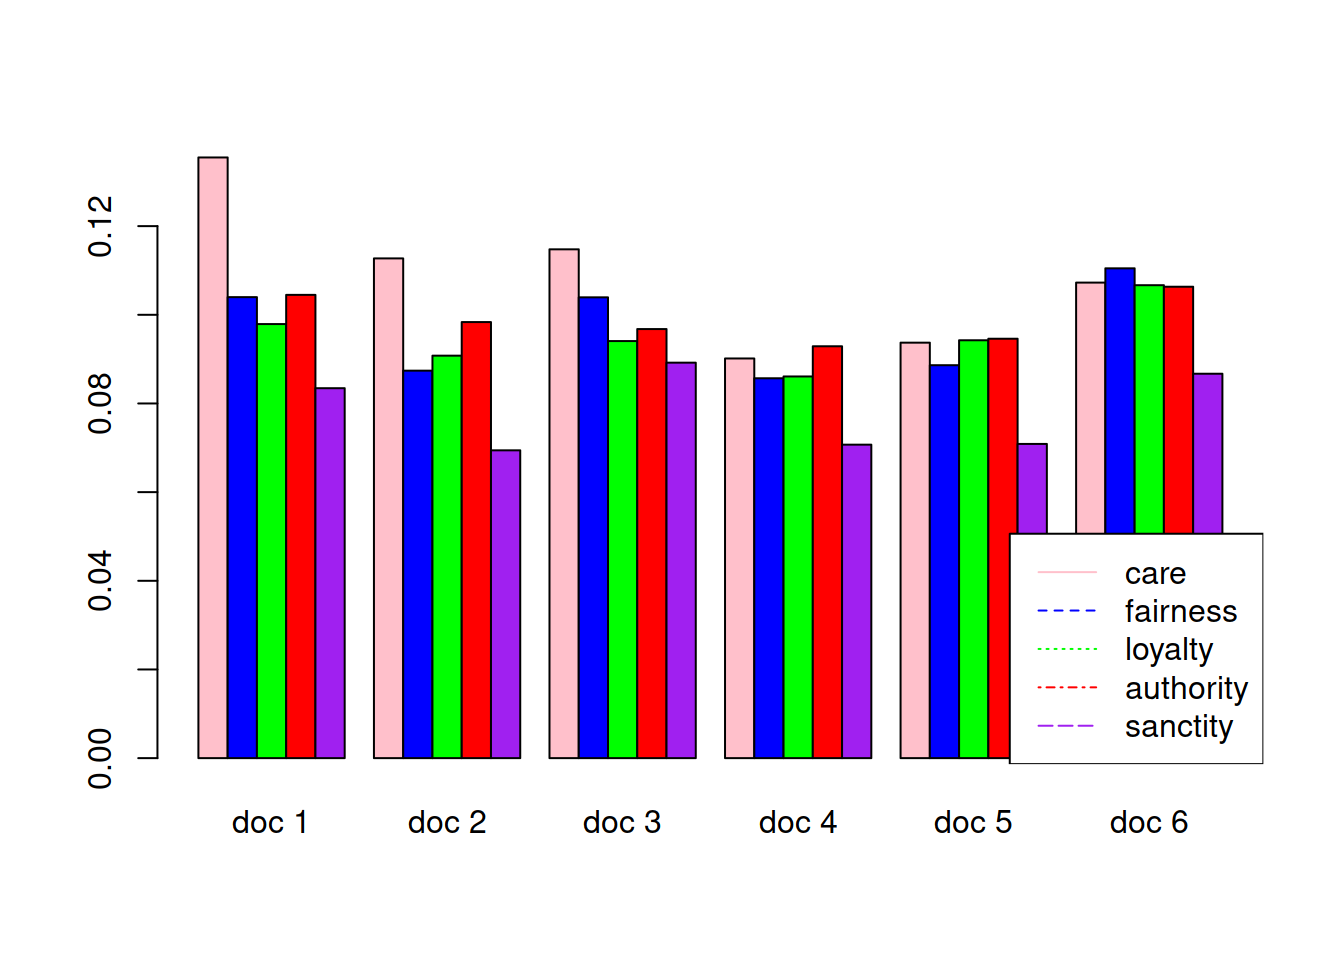 0.12
0.08
0.04
0.00
care
fairness
loyalty
authority
sanctity
doc 1
doc 2
doc 3
doc 4
doc 5
doc 6